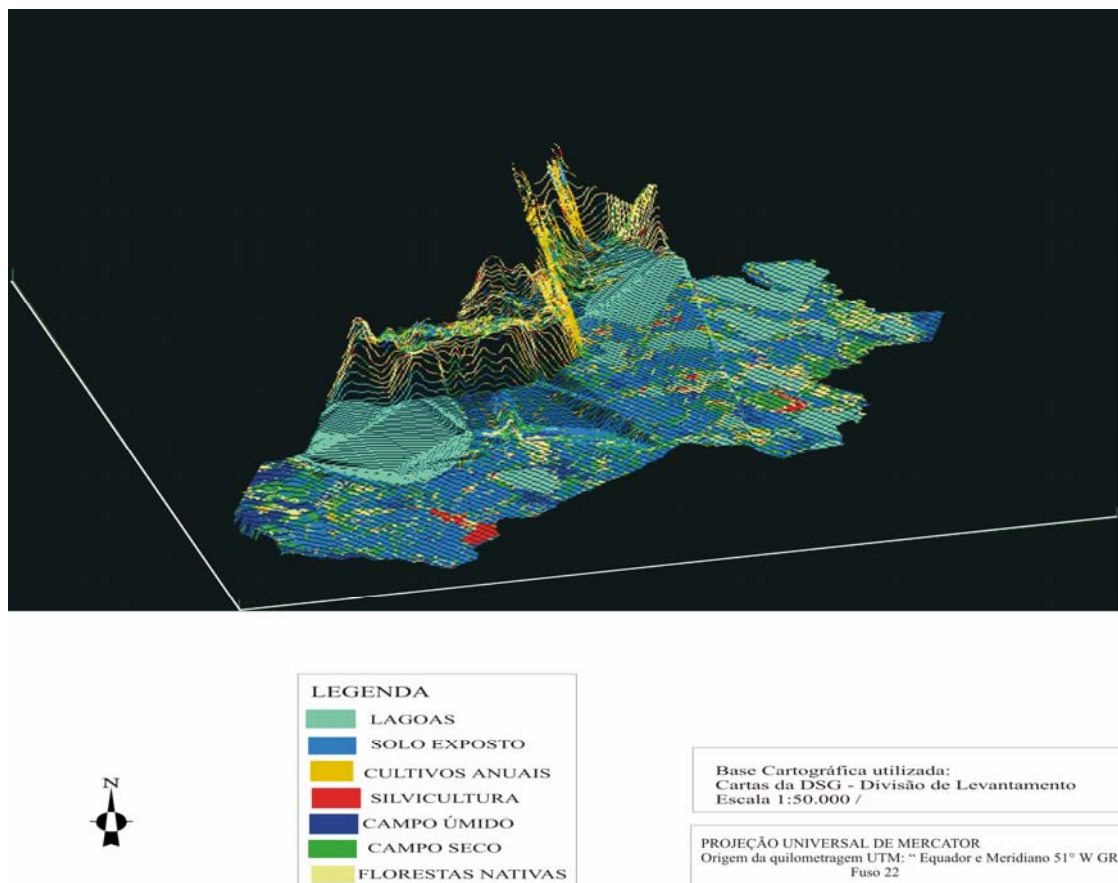 N
LEGENDA
LAGOAS
SOLO EXPOSTO
CULTIVOS ANUAIS
SILVICULTURA
CAMPO ÚMIDO
CAMPO SECO
FLORESTAS NATIVAS
Base Cartográfica utilizada:
Cartas da DSG - Divisão de Levantamento
Escala 1:50.000 /
PROJEÇÃO UNIVERSAL DE MERCATOR
Origem da quilometragem UTM: “ Equador e Meridiano 51° W GR
Fuso 22